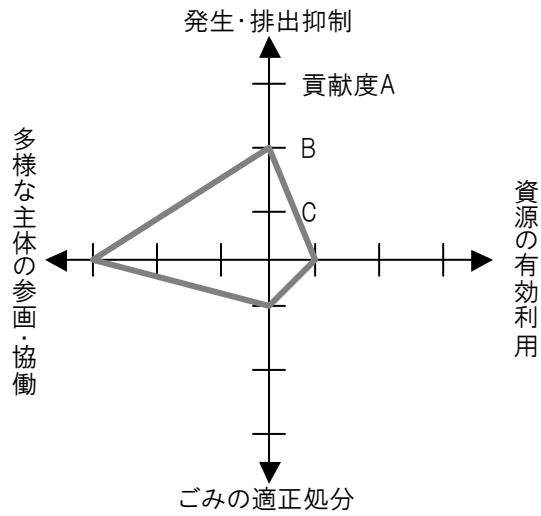 発生・排出抑制
貢献度A
B
C
多様な主体の参画・協働
資源の有効利用
ごみの適正処分